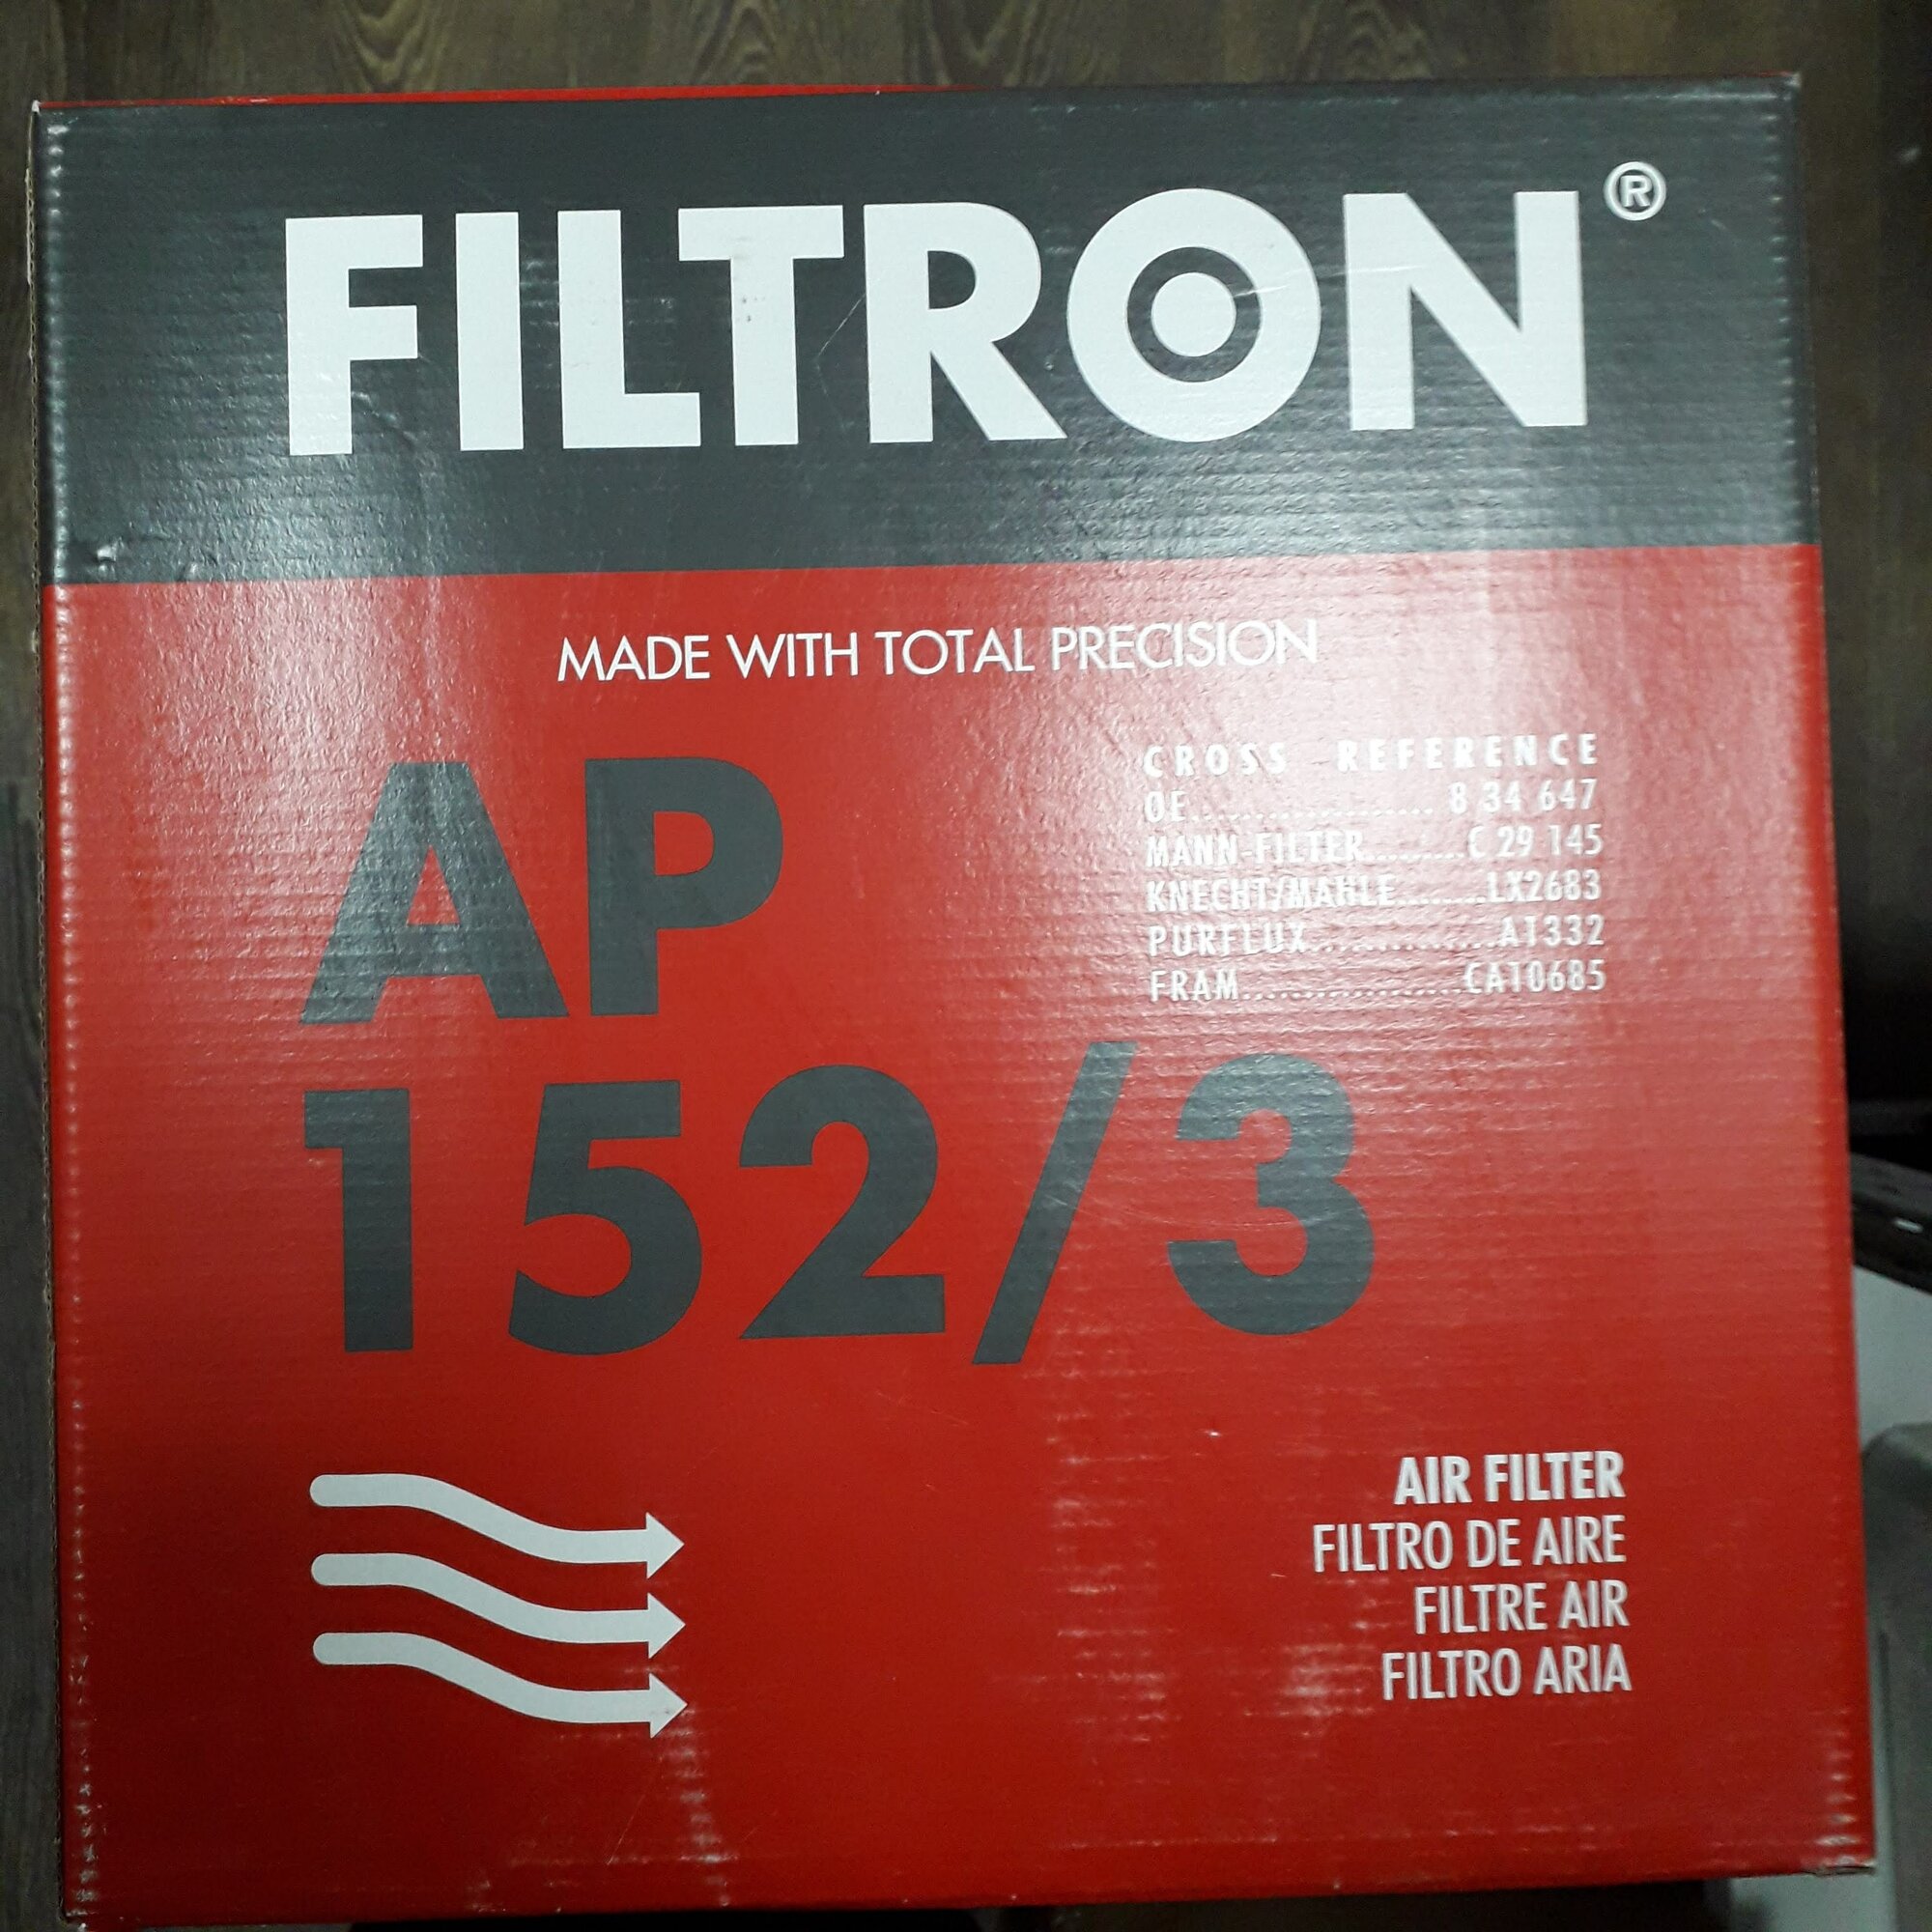 FILTRON®
MADE WITH TOTAL PRECISION
AP
152/3
CROSS REFERENCE
OE.................... 8 34 647
MANN-FILTER.........C 29 145
KNECHT/MAHLE........LX2683
PURFLUX................A1332
FRAM...................CA10685
AIR FILTER
FILTRO DE AIRE
FILTRE AIR
FILTRO ARIA